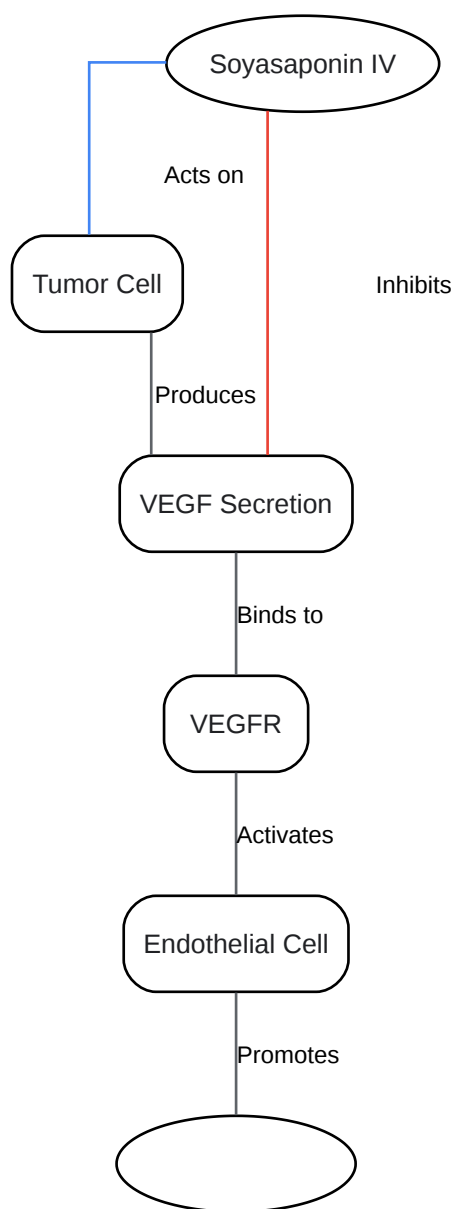 Soyasaponin IV
Acts on
Tumor Cell
Inhibits
Produces
VEGF Secretion
Binds to
VEGFR
Activates
Endothelial Cell
Promotes